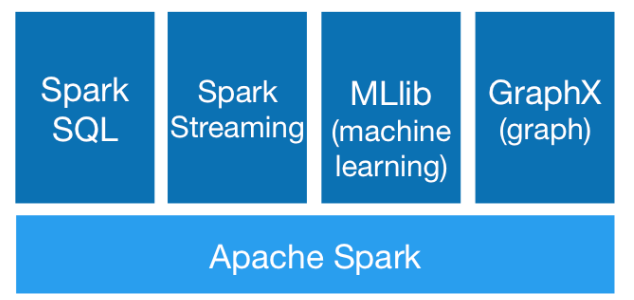 Spark
SQL
Spark
Streaming
MLlib
(machine
learning)
GraphX
(graph)
Apache Spark